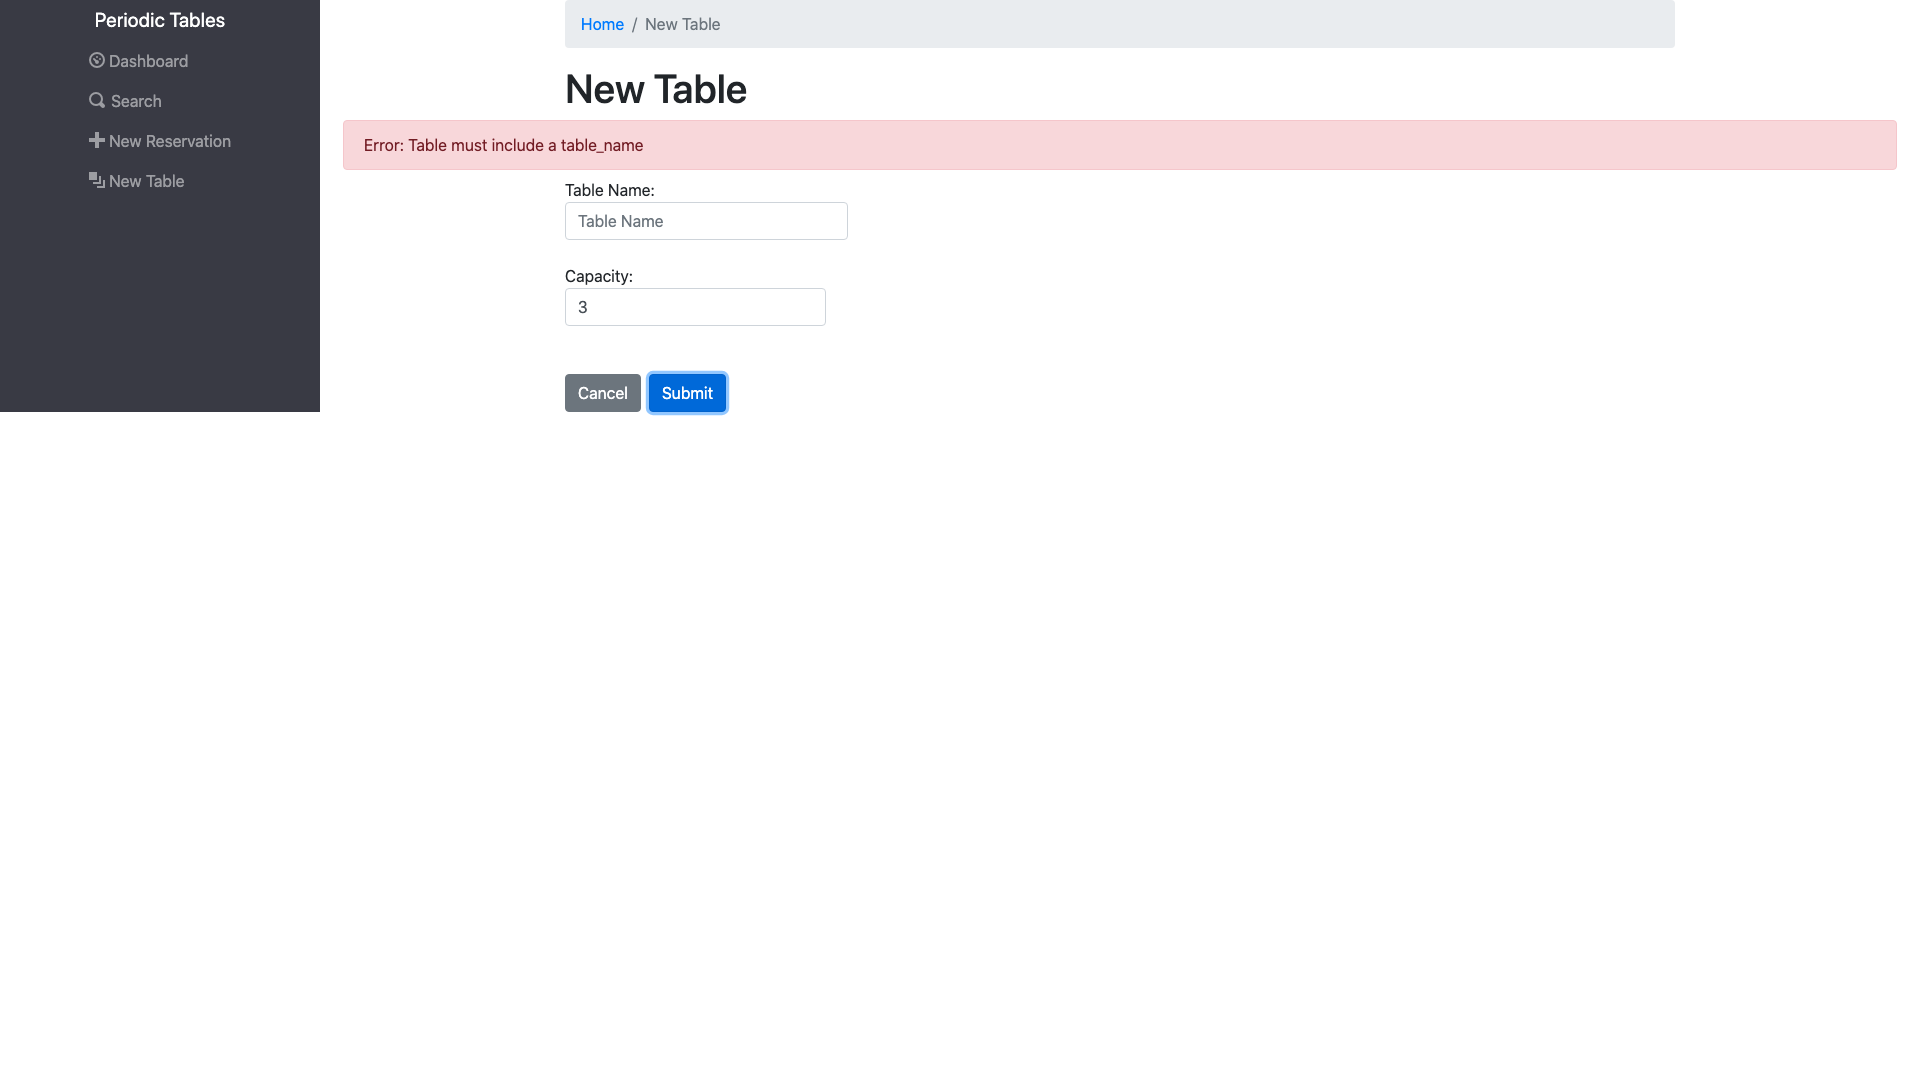 Periodic Tables
Dashboard
Search
New Reservation
New Table
Home / New Table
New Table
Error: Table must include a table_name
Table Name:
Table Name
Capacity:
3
Cancel Submit